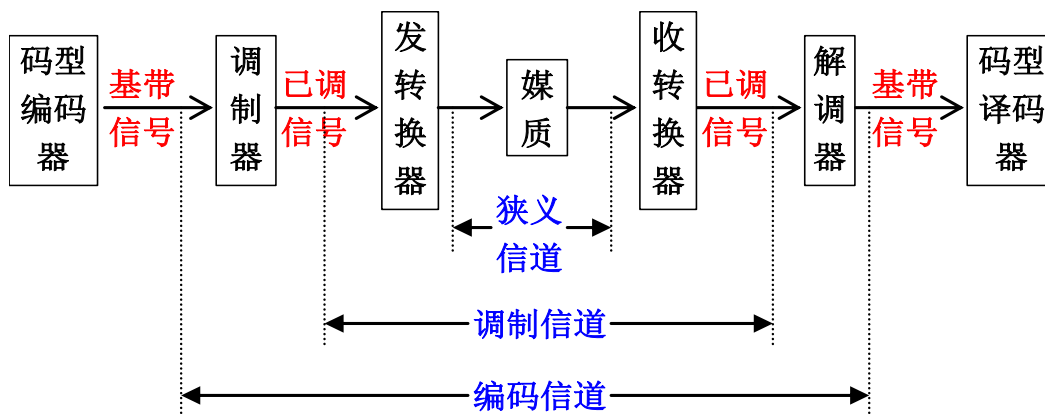 码型
编码
器
基带
信号
调
制
器
已调
信号
发
转
换
器
媒
质
收
转
换
器
已调
信号
解
调
器
基带
信号
码型
译码
器
狭义
信道
调制信道
编码信道